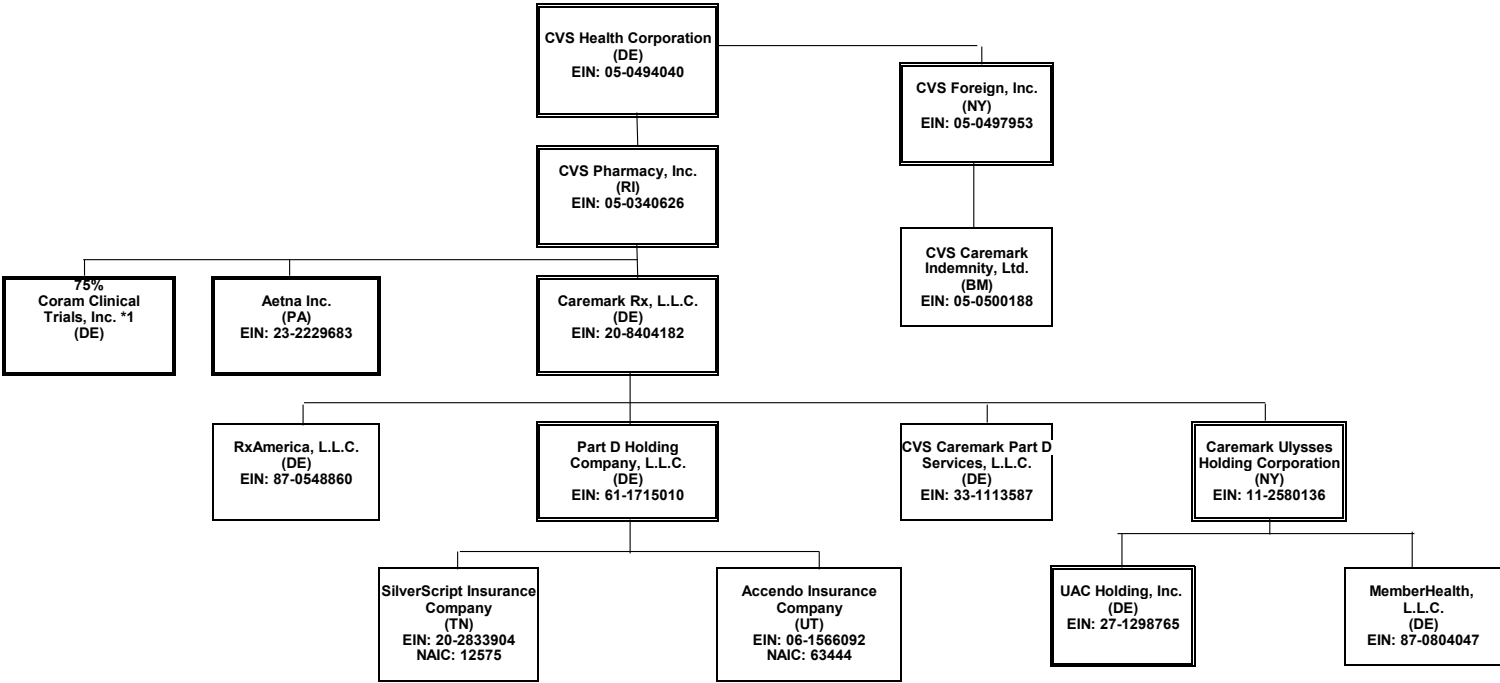 CVS Health Corporation
(DE)
EIN: 05-0494040
CVS Foreign, Inc.
(NY)
EIN: 05-0497953
CVS Pharmacy, Inc.
(RI)
EIN: 05-0340626
CVS Caremark
Indemnity, Ltd.
(BM)
EIN: 05-0500188
75%
Coram Clinical
Trials, Inc. *1
(DE)
Aetna Inc.
(PA)
EIN: 23-2229683
Caremark Rx, L.L.C.
(DE)
EIN: 20-8404182
RxAmerica, L.L.C.
(DE)
EIN: 87-0548860
Part D Holding
Company, L.L.C.
(DE)
EIN: 61-1715010
CVS Caremark Part D
Services, L.L.C.
(DE)
EIN: 33-1113587
Caremark Ulysses
Holding Corporation
(NY)
EIN: 11-2580136
SilverScript Insurance
Company
(TN)
EIN: 20-2833904
NAIC: 12575
Accendo Insurance
Company
(UT)
EIN: 06-1566092
NAIC: 63444
UAC Holding, Inc.
(DE)
EIN: 27-1298765
MemberHealth,
L.L.C.
(DE)
EIN: 87-0804047